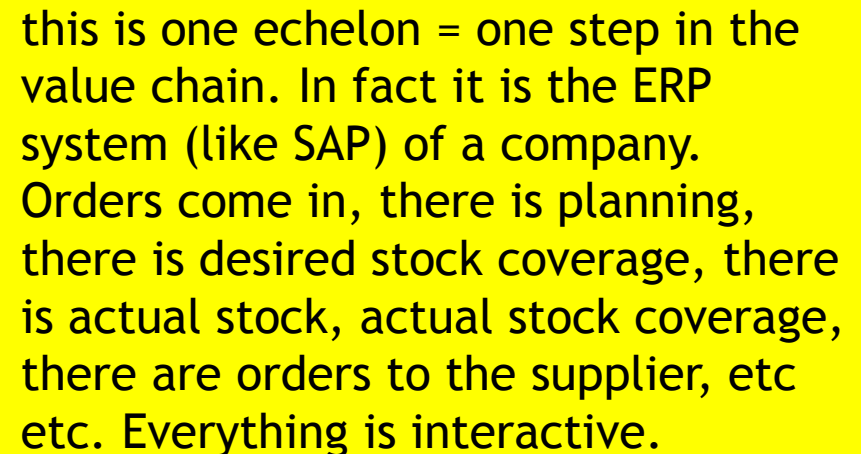 this is one echelon = one step in the
value chain. In fact it is the ERP
system (like SAP) of a company.
Orders come in, there is planning,
there is desired stock coverage, there
is actual stock, actual stock coverage,
there are orders to the supplier, etc
etc. Everything is interactive.